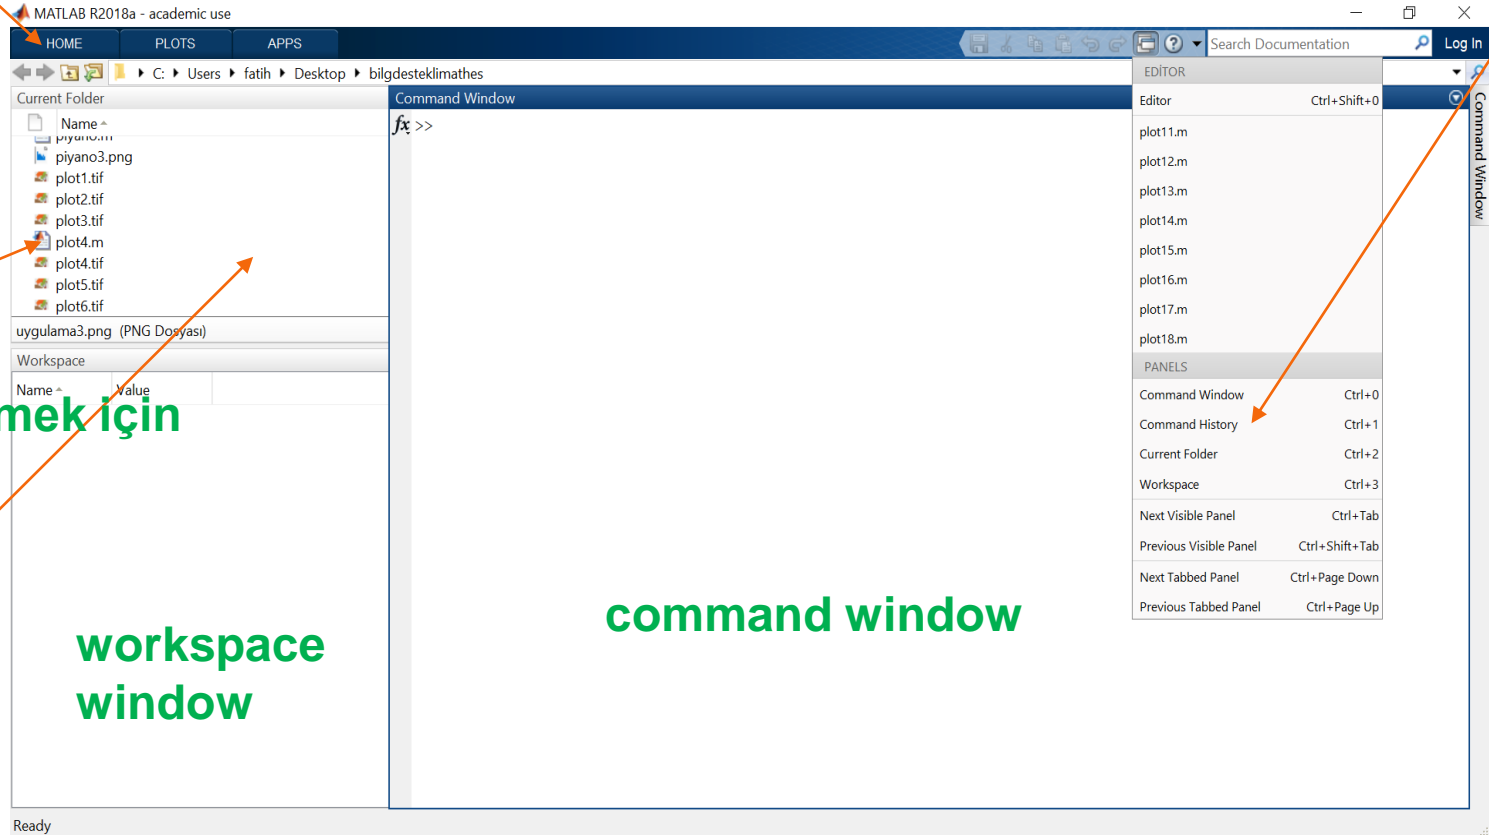 MATLAB R2018a - academic use
HOME PLOTS APPS
Search Documentation
Log In
C: Users fatih Desktop bilgdesteklimathes
Current Folder
Name
piyano.m
piyano3.png
plot1.tif
plot2.tif
plot3.tif
plot4.m
plot4.tif
plot5.tif
plot6.tif
uygulama3.png (PNG Dosyası)
Workspace
Name Value
mek için
workspace
window
Command Window
fx >>
command window
EDİTOR
Editor Ctrl+Shift+0
plot11.m
plot12.m
plot13.m
plot14.m
plot15.m
plot16.m
plot17.m
plot18.m
PANELS
Command Window Ctrl+0
Command History Ctrl+1
Current Folder Ctrl+2
Workspace Ctrl+3
Next Visible Panel Ctrl+Tab
Previous Visible Panel Ctrl+Shift+Tab
Next Tabbed Panel Ctrl+Page Down
Previous Tabbed Panel Ctrl+Page Up
Command Window
Ready